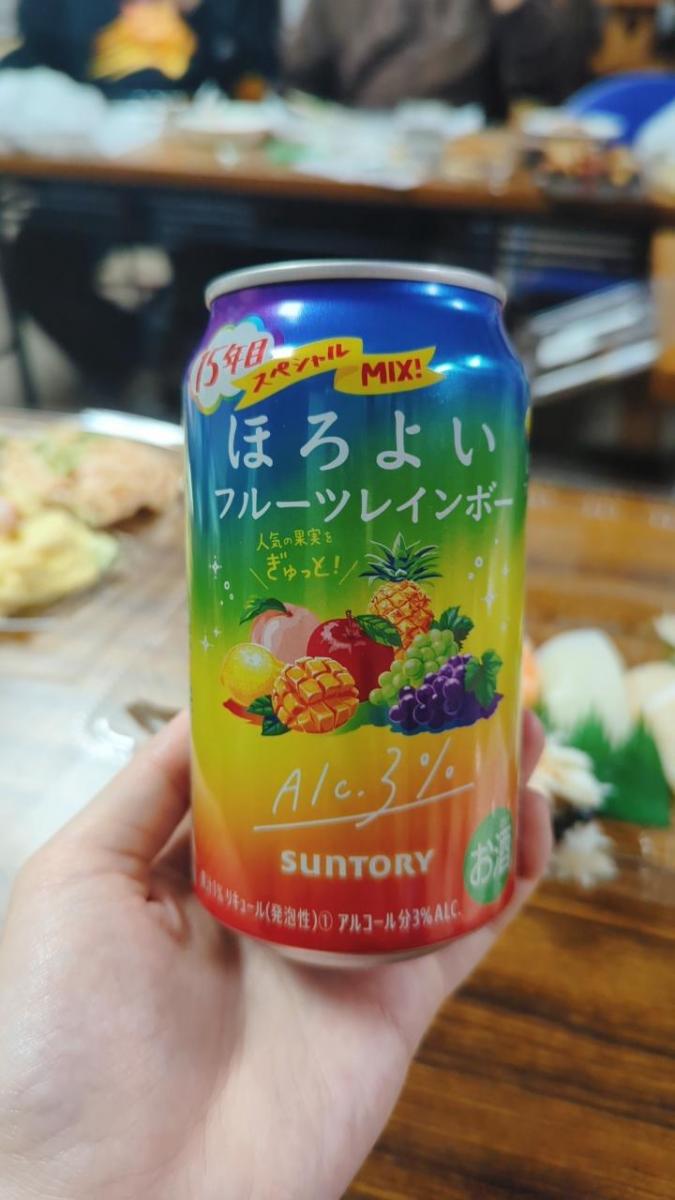 15年目
スペシャル
MIX!
ほろよい
フルーツレインボー
人気の果実を
ぎゅっと!
Alc.3%
SUNTORY
お酒
リキュール(発泡性)① アルコール分3%ALC.